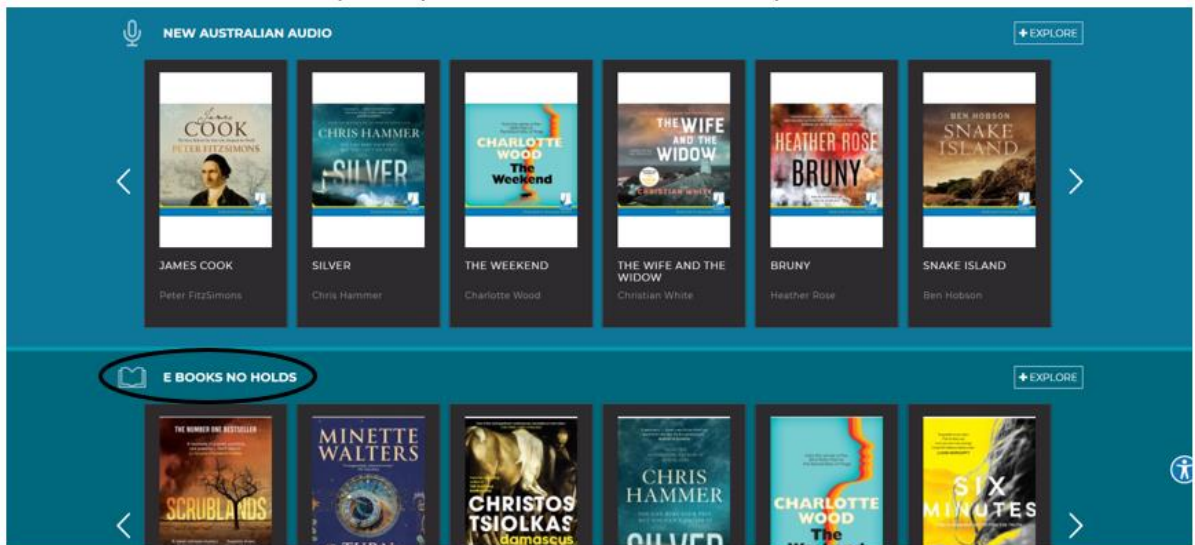 NEW AUSTRALIAN AUDIO
+ EXPLORE
James
COOK
PETER FITZSIMONS
CHRIS HAMMER
SILVER
CHARLOTTE
WOOD
The
Weekend
THE WIFE
AND THE
WIDOW
CHRISTIAN WHITE
HEATHER ROSE
BRUNY
BEN HOBSON
SNAKE
ISLAND
JAMES COOK
Peter FitzSimons
SILVER
Chris Hammer
THE WEEKEND
Charlotte Wood
THE WIFE AND THE
WIDOW
Christian White
BRUNY
Heather Rose
SNAKE ISLAND
Ben Hobson
E BOOKS NO HOLDS
+ EXPLORE
THE NUMBER ONE BESTSELLER
SCRUBLANDS
MINETTE
WALTERS
CHRISTOS
TSIOLKAS
damascus
CHRIS
HAMMER
SILVER
CHARLOTTE
WOOD
The
SIX
MINUTES